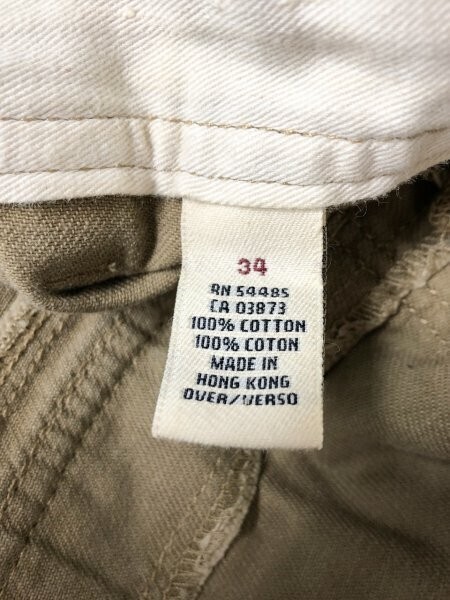 34
RN 54485
CA 03873
100% COTTON
100% COTON
MADE IN
HONG KONG
OVER/VERSO